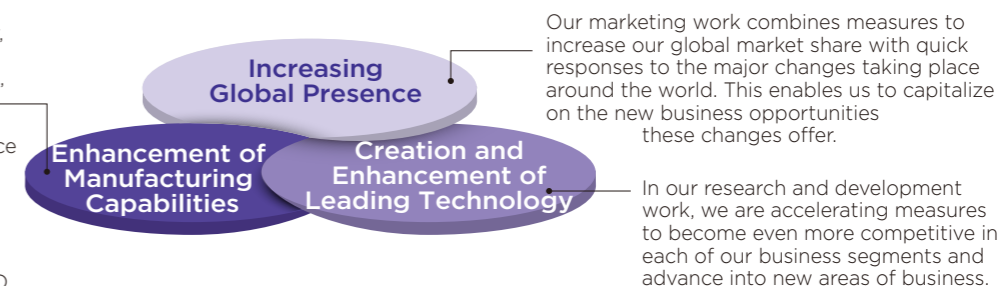 Increasing
Global Presence
Enhancement of
Manufacturing
Capabilities
Creation and
Enhancement of
Leading Technology
Our marketing work combines measures to
increase our global market share with quick
responses to the major changes taking place
around the world. This enables us to capitalize
on the new business opportunities
these changes offer.
In our research and development
work, we are accelerating measures
to become even more competitive in
each of our business segments and
advance into new areas of business.